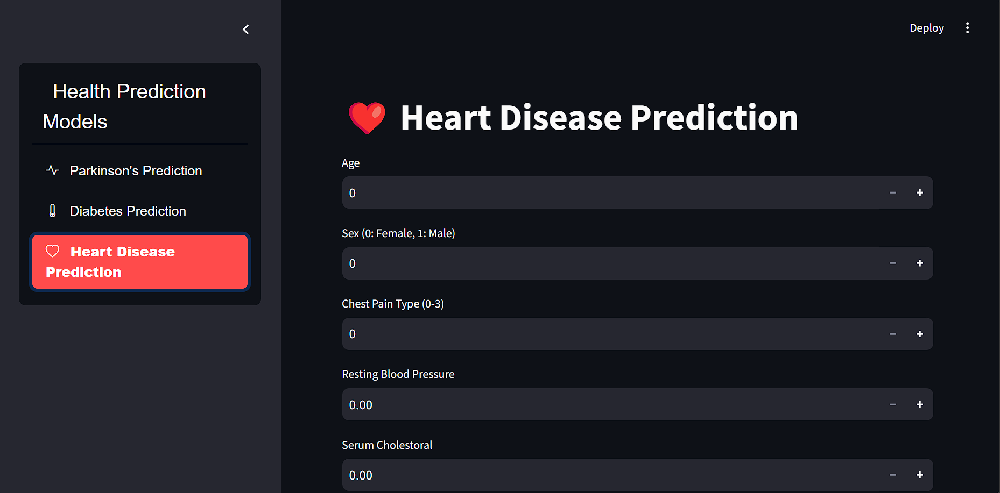 Deploy
Health Prediction
Models
Parkinson's Prediction
Diabetes Prediction
Heart Disease
Prediction
Heart Disease Prediction
Age
0
Sex (0: Female, 1: Male)
0
Chest Pain Type (0-3)
0
Resting Blood Pressure
0.00
Serum Cholestoral
0.00